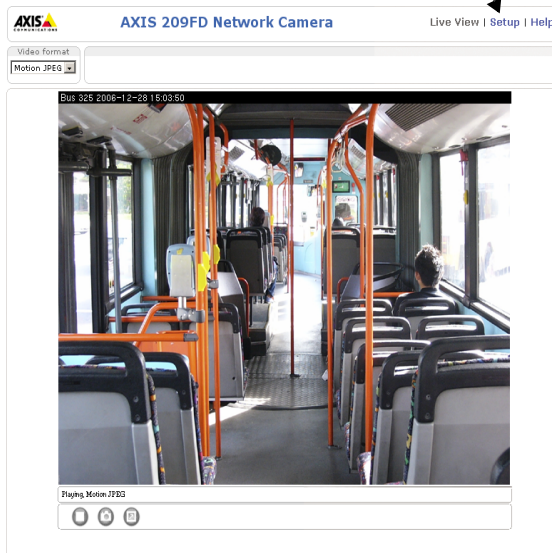 AXIS
COMMUNICATIONS
AXIS 209FD Network Camera
Live View | Setup | Help
Video format
Motion JPEG
Bus 325 2006-12-28 15:03:50
Playing, Motion JPEG